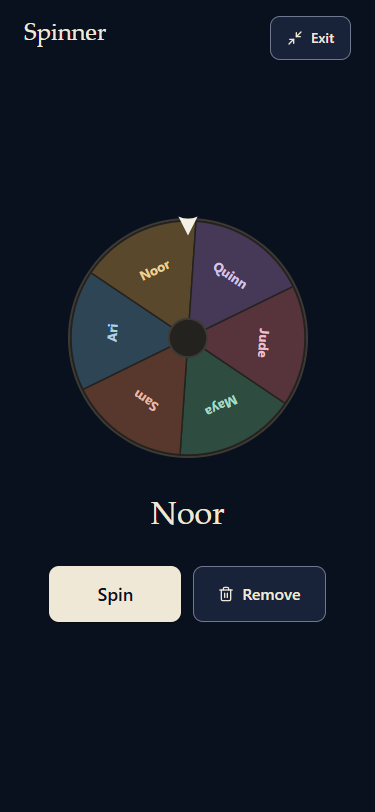 Spinner
Exit
Noor
Quinn
Ari
Jude
Sam
Maya
Noor
Spin
Remove